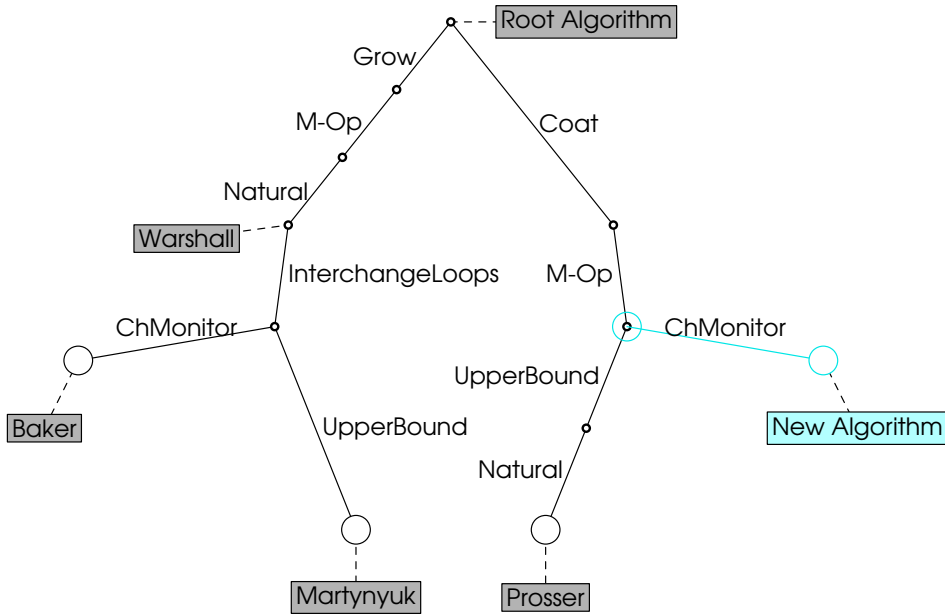 Root Algorithm
Grow
M-Op
Coat
Natural
Warshall
InterchangeLoops
M-Op
ChMonitor
ChMonitor
UpperBound
Baker
UpperBound
New Algorithm
Natural
Martynyuk
Prosser